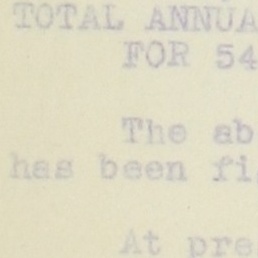 TOTAL ANNUA
FOR 54
The ab
has been fi
At pre